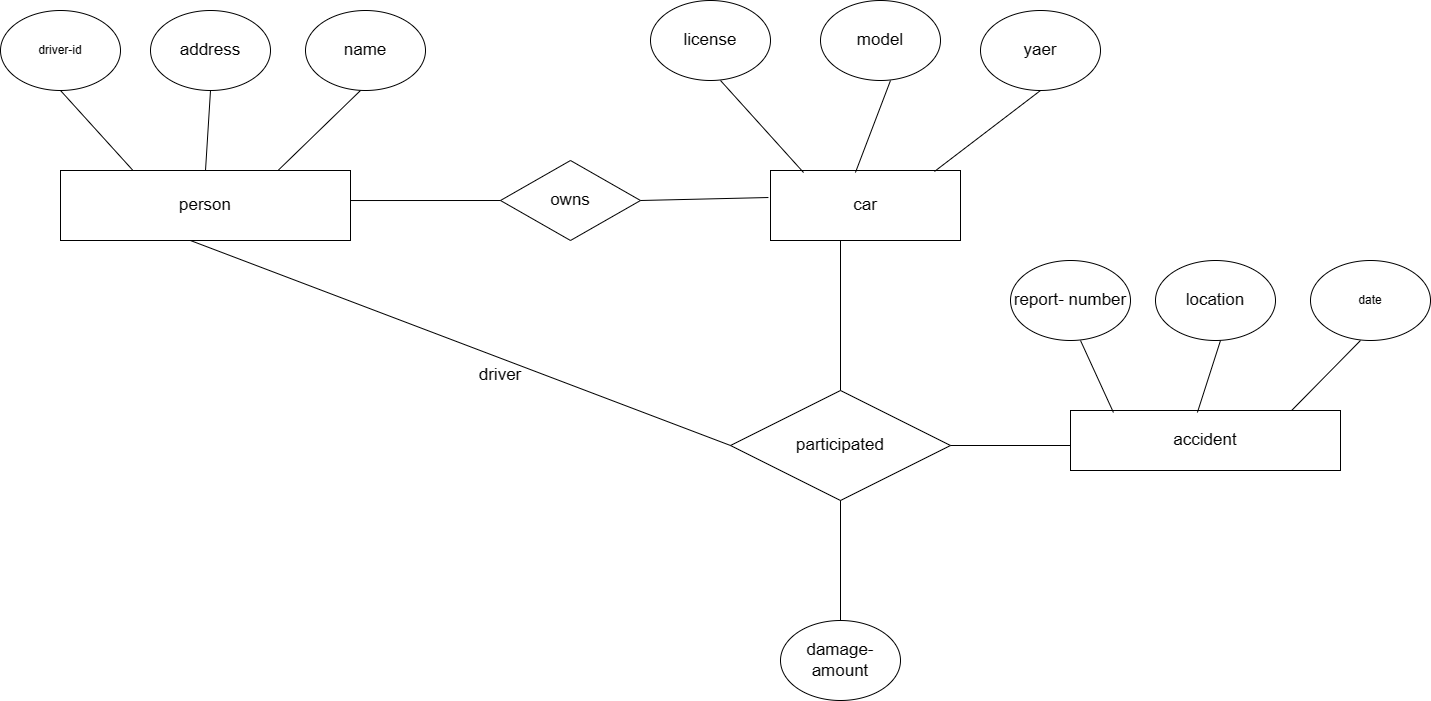 driver-id
address
name
license
model
yaer
person
owns
car
report- number
location
date
driver
participated
accident
damage-
amount